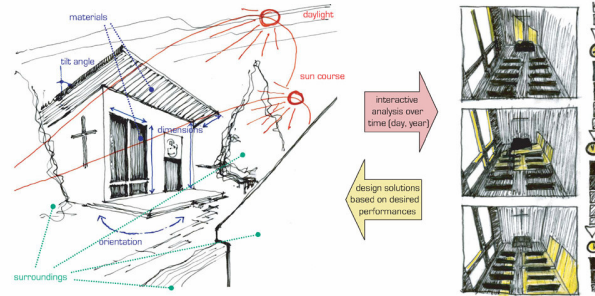 materials
daylight
tilt angle
sun course
dimensions
orientation
surroundings
interactive
analysis over
time (day, year)
design solutions
based on desired
performances